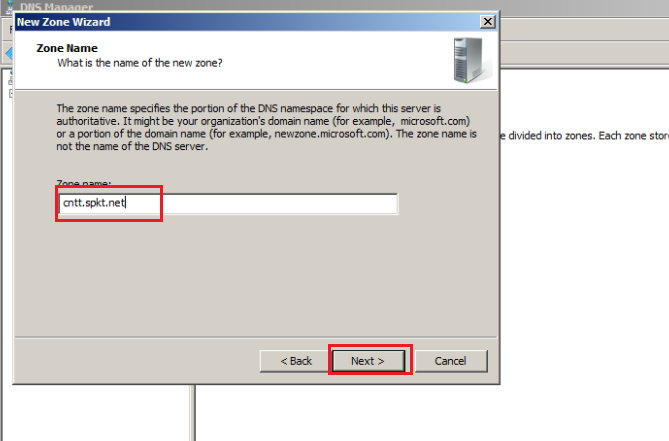 DNS Manager
New Zone Wizard
Zone Name
What is the name of the new zone?
The zone name specifies the portion of the DNS namespace for which this server is
authoritative. It might be your organization's domain name (for example, microsoft.com)
or a portion of the domain name (for example, newzone.microsoft.com). The zone name is
not the name of the DNS server.
e divided into zones. Each zone store
Zone name:
cntt.spkt.net
< Back
Next >
Cancel